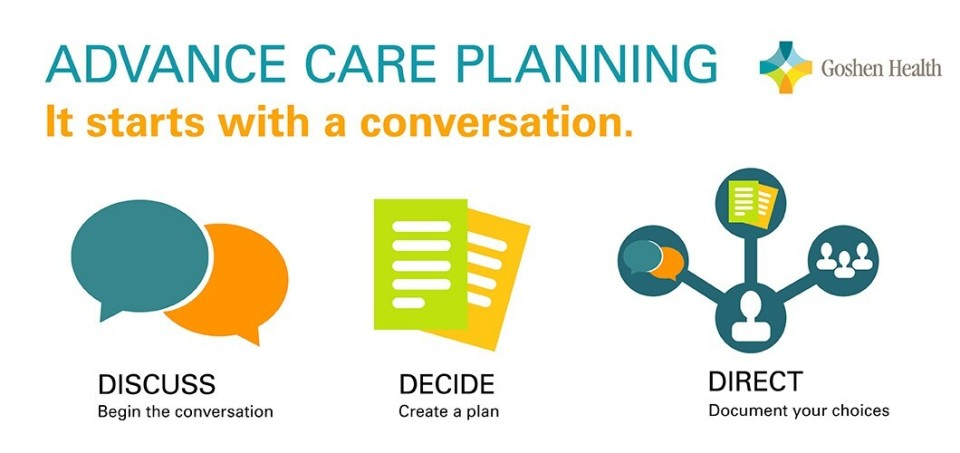 ADVANCE CARE PLANNING
Goshen Health
It starts with a conversation.
DISCUSS
Begin the conversation
DECIDE
Create a plan
DIRECT
Document your choices